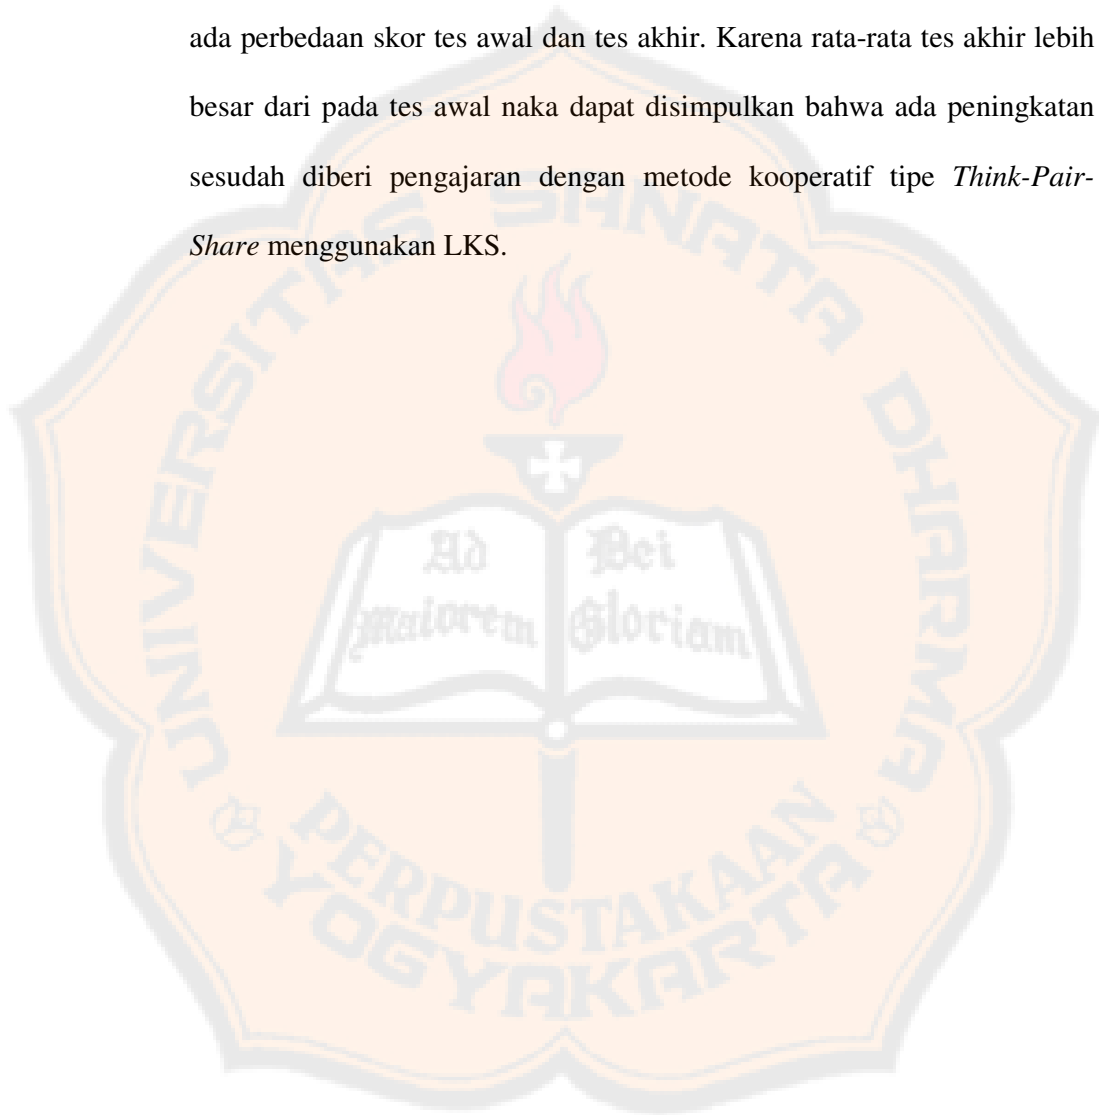 ada perbedaan skor tes awal dan tes akhir. Karena rata-rata tes akhir lebih
besar dari pada tes awal naka dapat disimpulkan bahwa ada peningkatan
sesudah diberi pengajaran dengan metode kooperatif tipe Think-Pair-
Share menggunakan LKS.
UNIVERSITAS SANATA DHARMA
Ad Dei
maiorem Gloriam
PERPUSTAKAAN
YOGYAKARTA